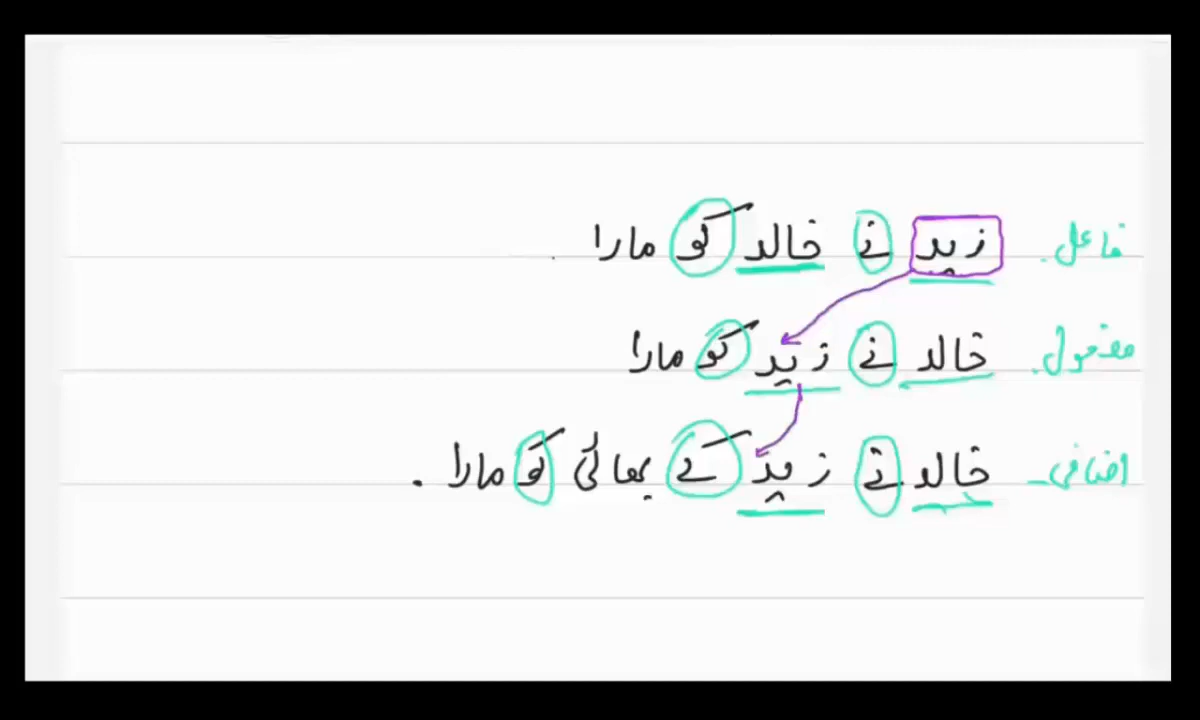 فاعل. زید نے خالد کو مارا .
مفعول. خالد نے زید کو مارا
اضافی۔ خالد نے زید کے بھائی کو مارا .